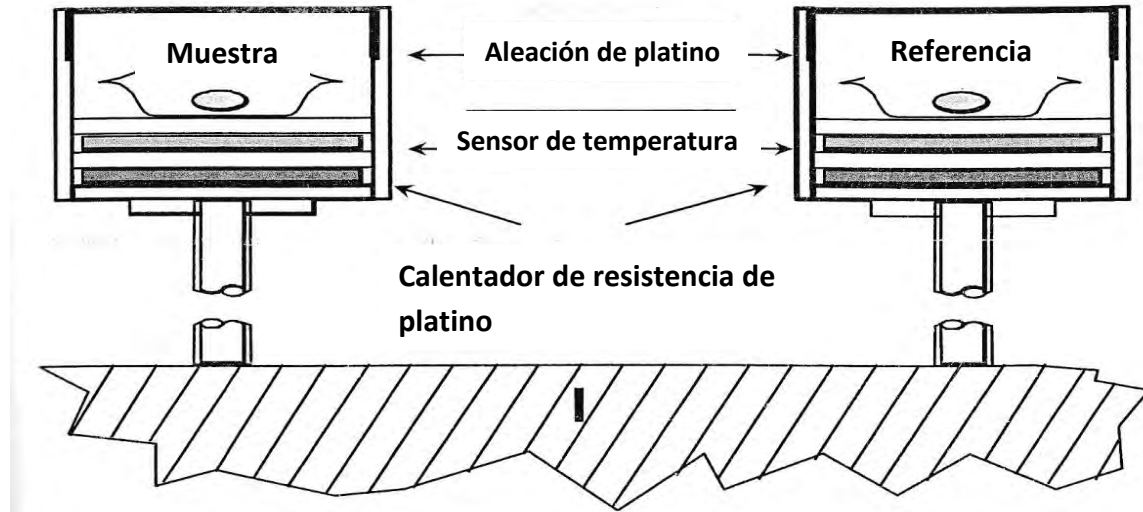 Muestra
Aleación de platino
Referencia
Sensor de temperatura
Calentador de resistencia de
platino